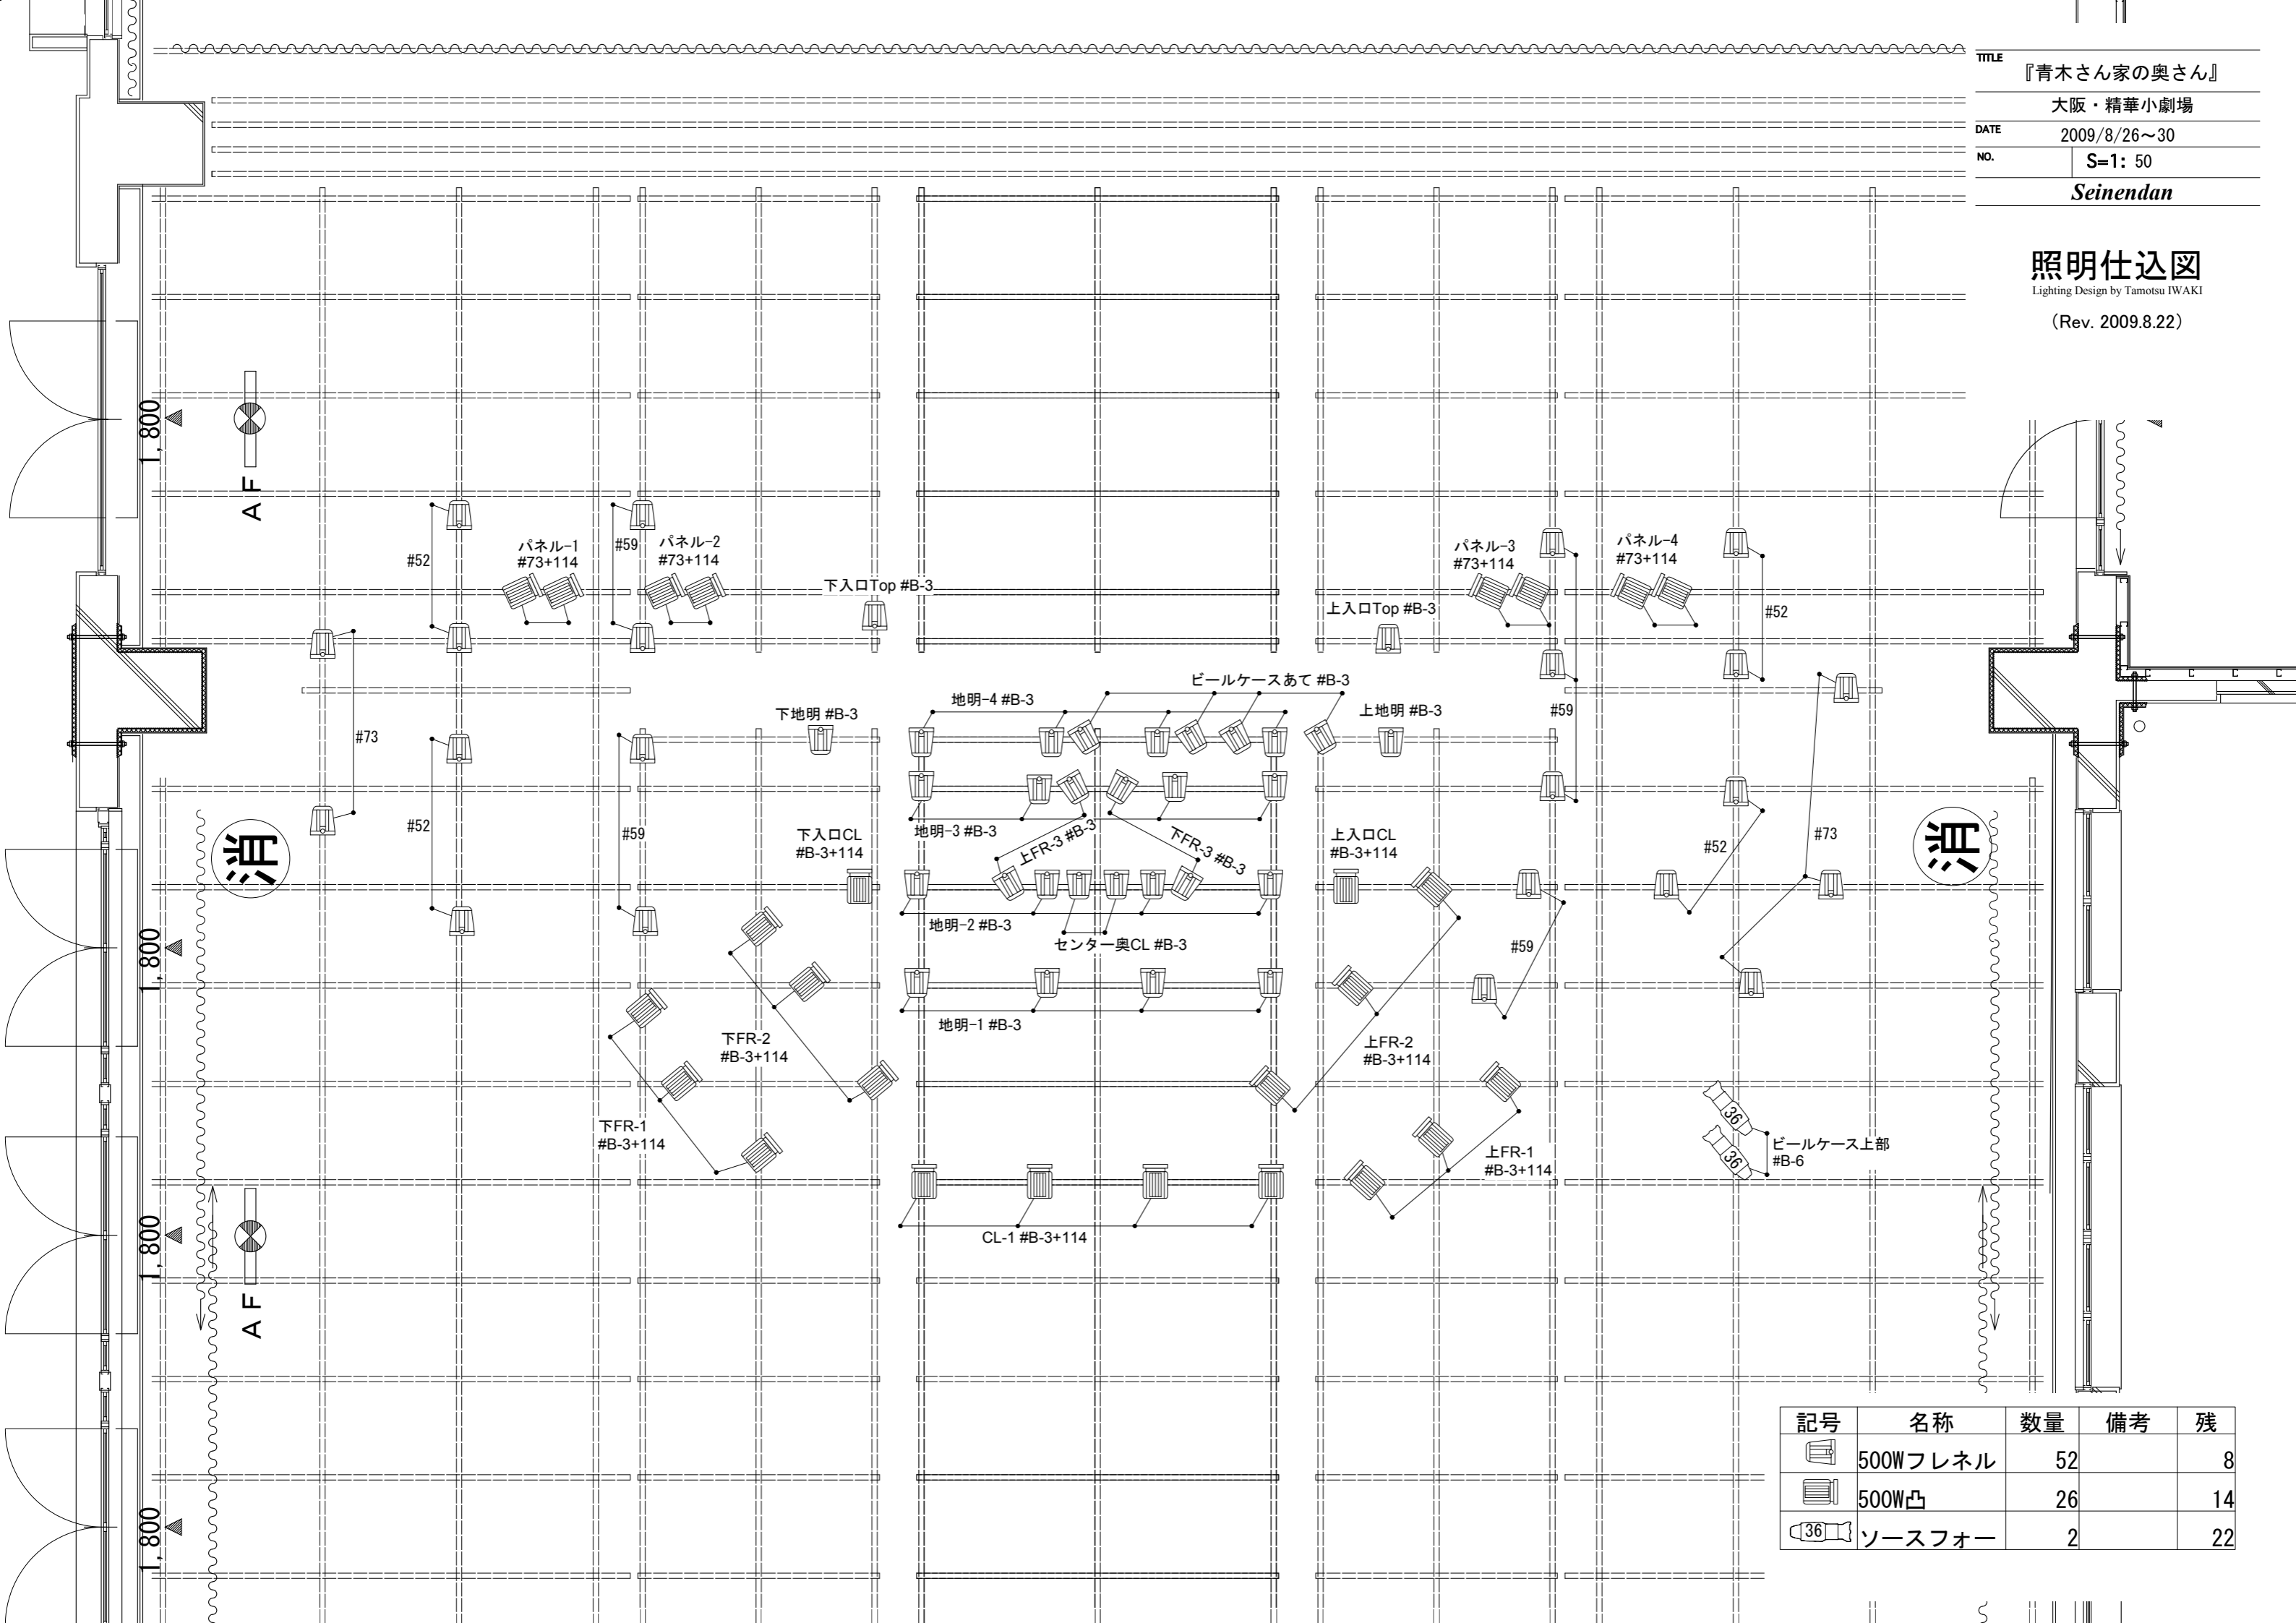 TITLE
『青木さん家の奥さん』
大阪・精華小劇場
DATE
2009/8/26～30
NO.
S=1: 50
Seinendan
照明仕込図
Lighting Design by Tamotsu IWAKI
(Rev. 2009.8.22)
1,800
AF
#52
パネル-1
#73+114
#59
パネル-2
#73+114
下入口Top #B-3
上入口Top #B-3
パネル-3
#73+114
パネル-4
#73+114
#52
#73
#52
#59
下地明 #B-3
地明-4 #B-3
ビールケースあて #B-3
上地明 #B-3
#59
消
下入口CL
#B-3+114
地明-3 #B-3
上FR-3 #B-3
下FR-3 #B-3
上入口CL
#B-3+114
#52
#73
消
地明-2 #B-3
センター奥CL #B-3
#59
1,800
地明-1 #B-3
下FR-2
#B-3+114
上FR-2
#B-3+114
下FR-1
#B-3+114
上FR-1
#B-3+114
36
36
ビールケース上部
#B-6
CL-1 #B-3+114
1,800
AF
1,800
記号 名称 数量 備考 残
500Wフレネル 52 8
500W凸 26 14
36 ソースフォー 2 22
C C C C